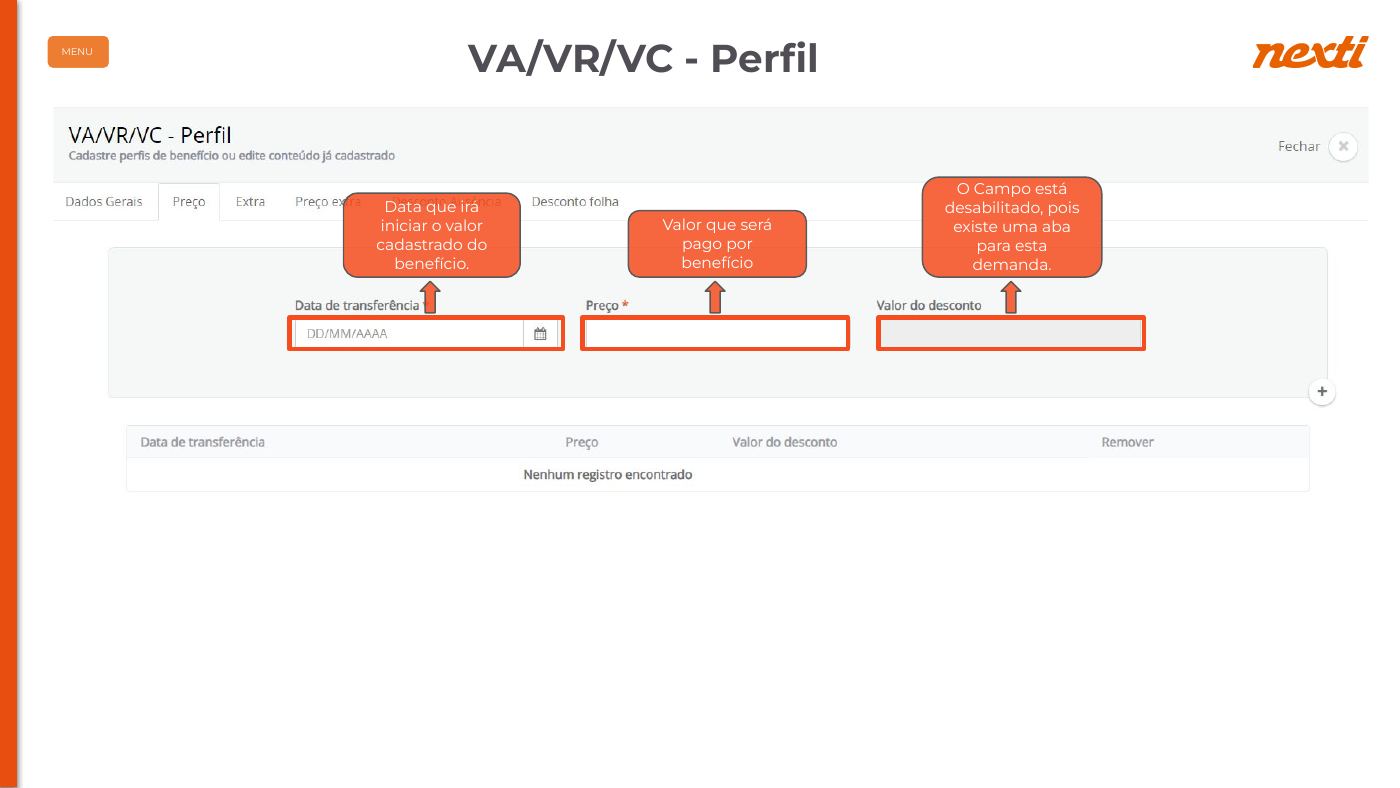 MENU
VA/VR/VC - Perfil
nexti
VA/VR/VC - Perfil
Cadastre perfis de benefício ou edite conteúdo já cadastrado
Fechar
Dados Gerais
Preço
Extra
Preço extra
Desconto folha
Data que irá
iniciar o valor
cadastrado do
benefício.
Valor que será
pago por
benefício
O Campo está
desabilitado, pois
existe uma aba
para esta
demanda.
Data de transferência *
Preço *
Valor do desconto
DD/MM/AAAA
+
Data de transferência
Preço
Valor do desconto
Remover
Nenhum registro encontrado